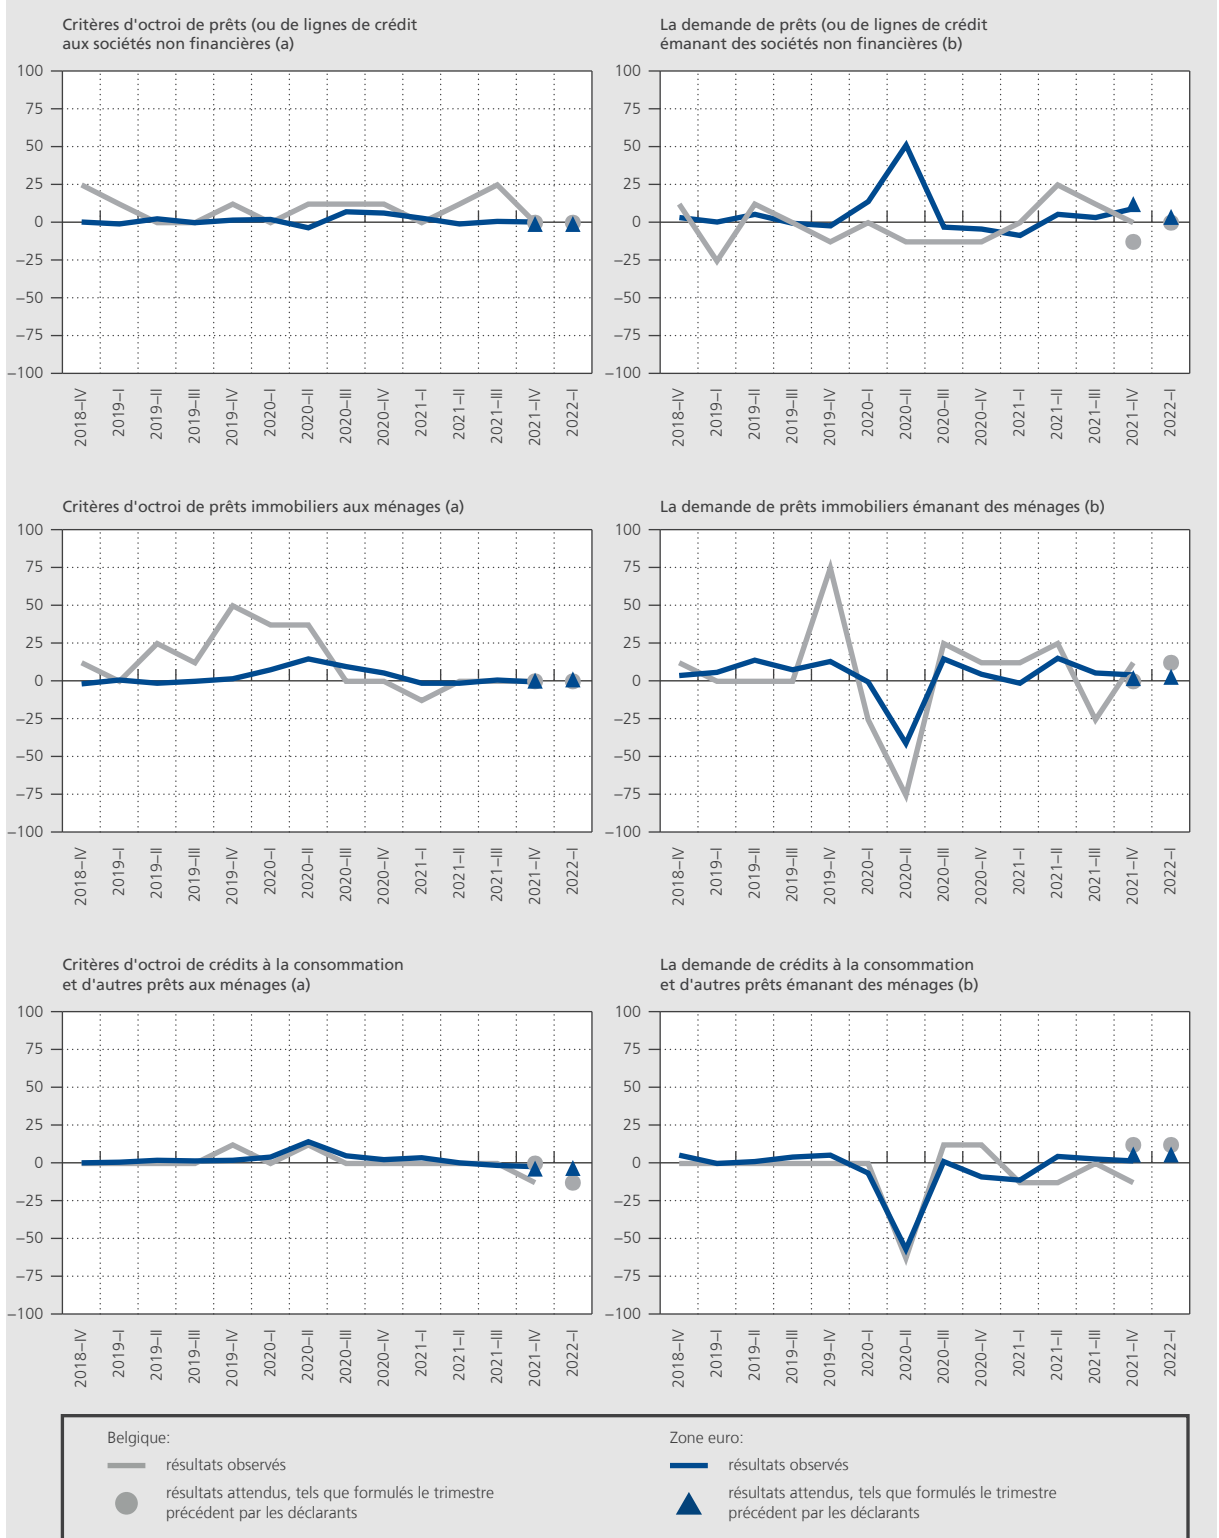 Critères d'octroi de prêts (ou de lignes de crédit
aux sociétés non financières (a)
100
75
50
25
0
−25
−50
−75
−100
2018–IV
2019–I
2019–II
2019–III
2019–IV
2020–I
2020–II
2020–III
2020–IV
2021–I
2021–II
2021–III
2021–IV
2022–I
La demande de prêts (ou de lignes de crédit
émanant des sociétés non financières (b)
100
75
50
25
0
−25
−50
−75
−100
2018–IV
2019–I
2019–II
2019–III
2019–IV
2020–I
2020–II
2020–III
2020–IV
2021–I
2021–II
2021–III
2021–IV
2022–I
Critères d'octroi de prêts immobiliers aux ménages (a)
100
75
50
25
0
−25
−50
−75
−100
2018–IV
2019–I
2019–II
2019–III
2019–IV
2020–I
2020–II
2020–III
2020–IV
2021–I
2021–II
2021–III
2021–IV
2022–I
La demande de prêts immobiliers émanant des ménages (b)
100
75
50
25
0
−25
−50
−75
−100
2018–IV
2019–I
2019–II
2019–III
2019–IV
2020–I
2020–II
2020–III
2020–IV
2021–I
2021–II
2021–III
2021–IV
2022–I
Critères d'octroi de crédits à la consommation
et d'autres prêts aux ménages (a)
100
75
50
25
0
−25
−50
−75
−100
2018–IV
2019–I
2019–II
2019–III
2019–IV
2020–I
2020–II
2020–III
2020–IV
2021–I
2021–II
2021–III
2021–IV
2022–I
La demande de crédits à la consommation
et d'autres prêts émanant des ménages (b)
100
75
50
25
0
−25
−50
−75
−100
2018–IV
2019–I
2019–II
2019–III
2019–IV
2020–I
2020–II
2020–III
2020–IV
2021–I
2021–II
2021–III
2021–IV
2022–I
Belgique:
résultats observés
résultats attendus, tels que formulés le trimestre
précédent par les déclarants
Zone euro:
résultats observés
résultats attendus, tels que formulés le trimestre
précédent par les déclarants